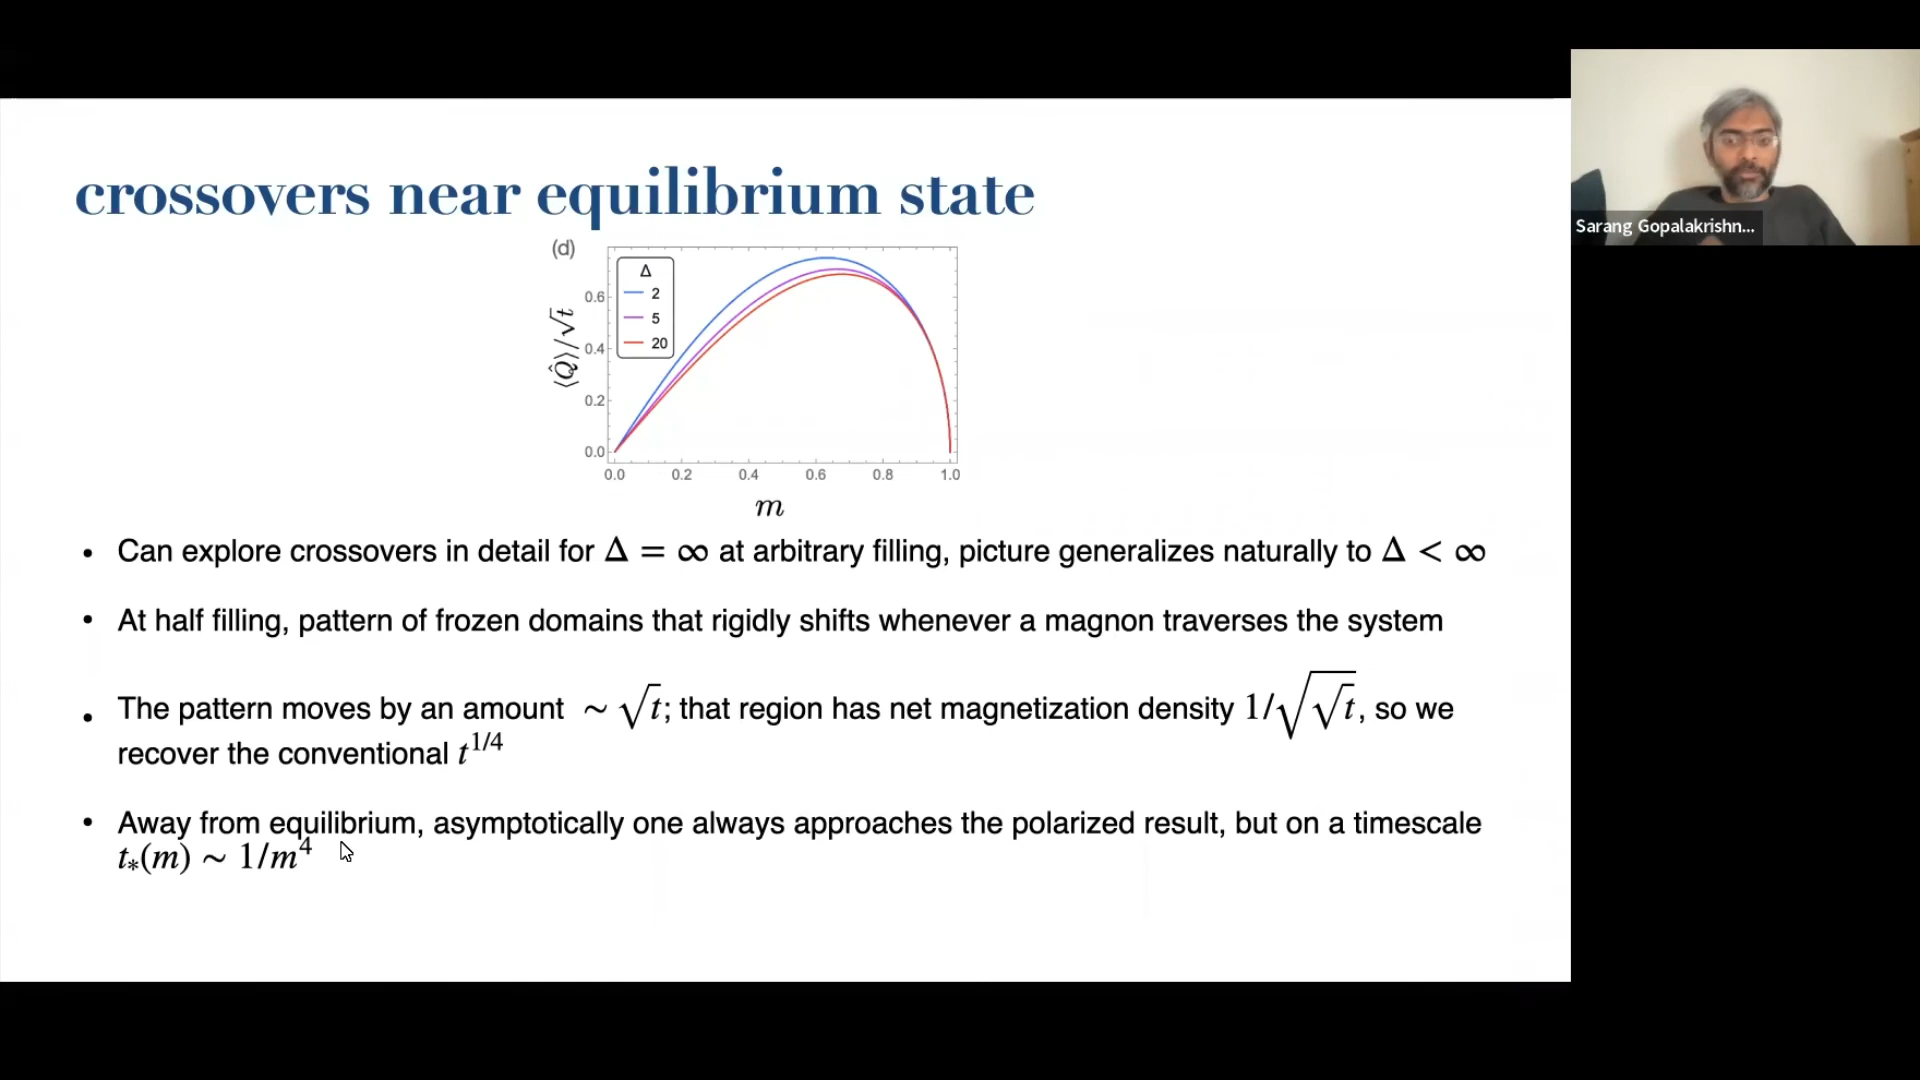 crossovers near equilibrium state
(d)
Δ
2
5
20
⟨Q̂⟩/√t
0.6
0.4
0.2
0.0
0.0 0.2 0.4 0.6 0.8 1.0
m
• Can explore crossovers in detail for Δ = ∞ at arbitrary filling, picture generalizes naturally to Δ < ∞
• At half filling, pattern of frozen domains that rigidly shifts whenever a magnon traverses the system
• The pattern moves by an amount ~ √t; that region has net magnetization density 1/√√t, so we
recover the conventional t^{1/4}
• Away from equilibrium, asymptotically one always approaches the polarized result, but on a timescale
t_*(m) ~ 1/m^4
Sarang Gopalakrishn...